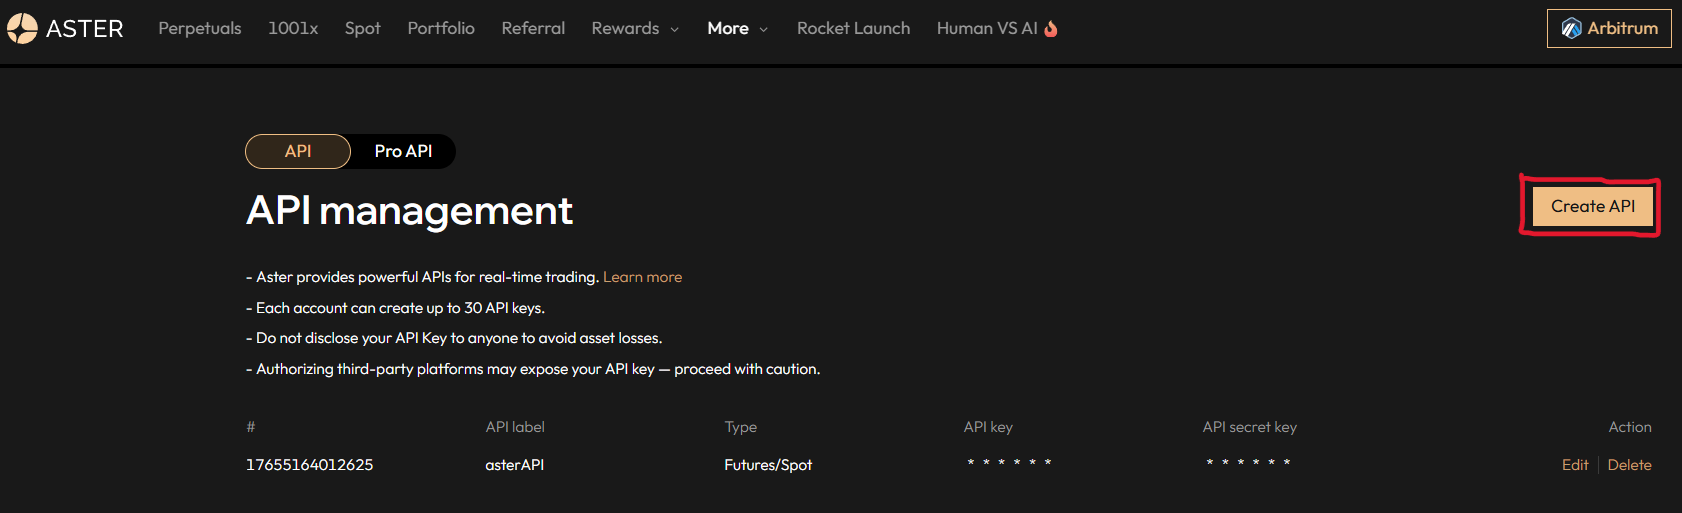 ASTER Perpetuals 1001x Spot Portfolio Referral Rewards More Rocket Launch Human VS AI Arbitrum
API Pro API
API management
Create API
- Aster provides powerful APIs for real-time trading. Learn more
- Each account can create up to 30 API keys.
- Do not disclose your API Key to anyone to avoid asset losses.
- Authorizing third-party platforms may expose your API key — proceed with caution.
# API label Type API key API secret key Action
17655164012625 asterAPI Futures/Spot * * * * * * * * * * * * Edit Delete